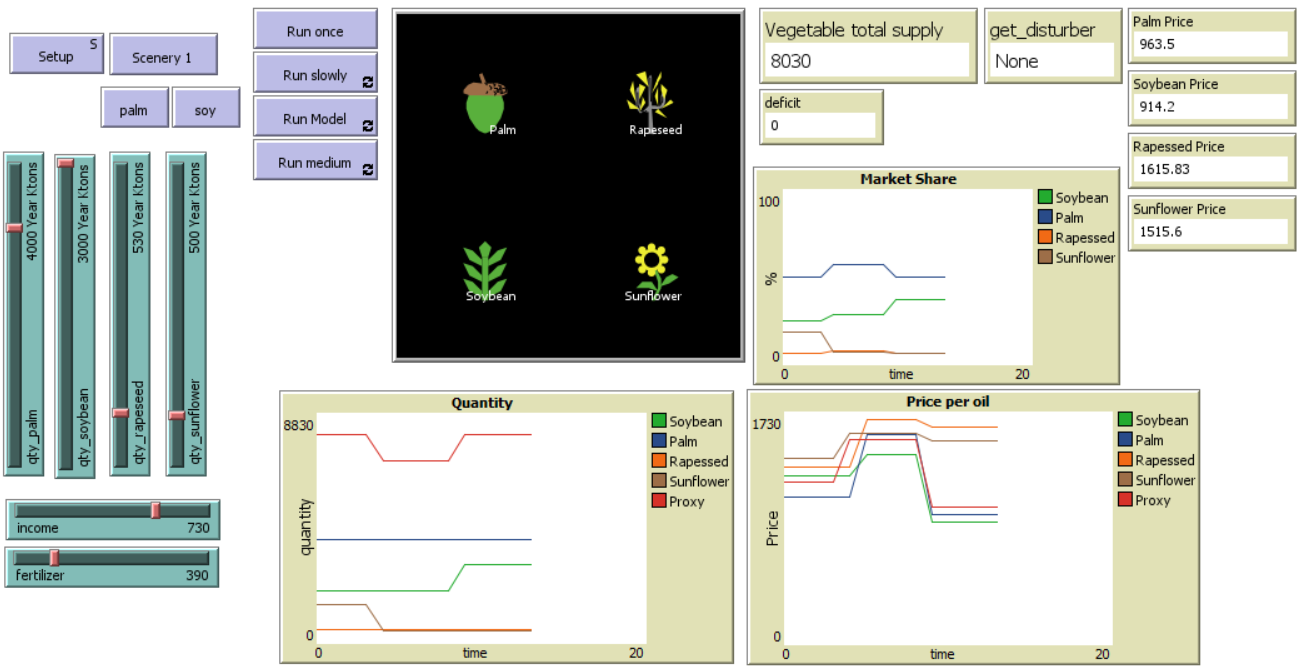 Setup
S
Scenery 1
palm
soy
Run once
Run slowly
Run Model
Run medium
4000 Year Ktons
qty_palm
3000 Year Ktons
qty_soybean
530 Year Ktons
qty_rapeseed
500 Year Ktons
qty_sunflower
income
730
fertilizer
390
Palm
Rapeseed
Soybean
Sunflower
Vegetable total supply
8030
get_disturber
None
deficit
0
Palm Price
963.5
Soybean Price
914.2
Rapessed Price
1615.83
Sunflower Price
1515.6
Market Share
100
%
0
0
time
20
Soybean
Palm
Rapessed
Sunflower
Quantity
8830
quantity
0
0
time
20
Soybean
Palm
Rapessed
Sunflower
Proxy
Price per oil
1730
Price
0
0
time
20
Soybean
Palm
Rapessed
Sunflower
Proxy